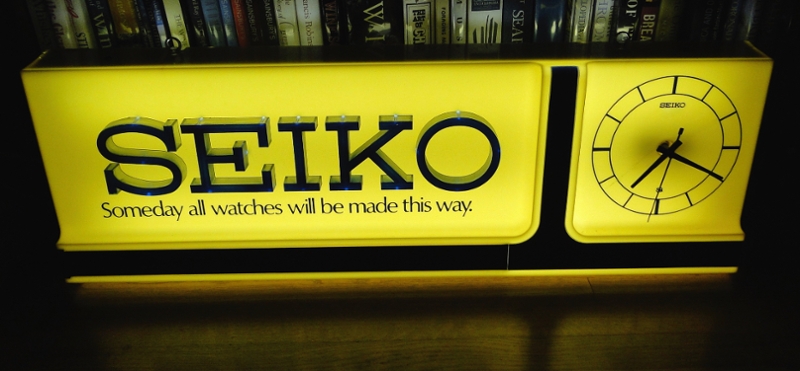 SEIKO
Someday all watches will be made this way.
SEIKO